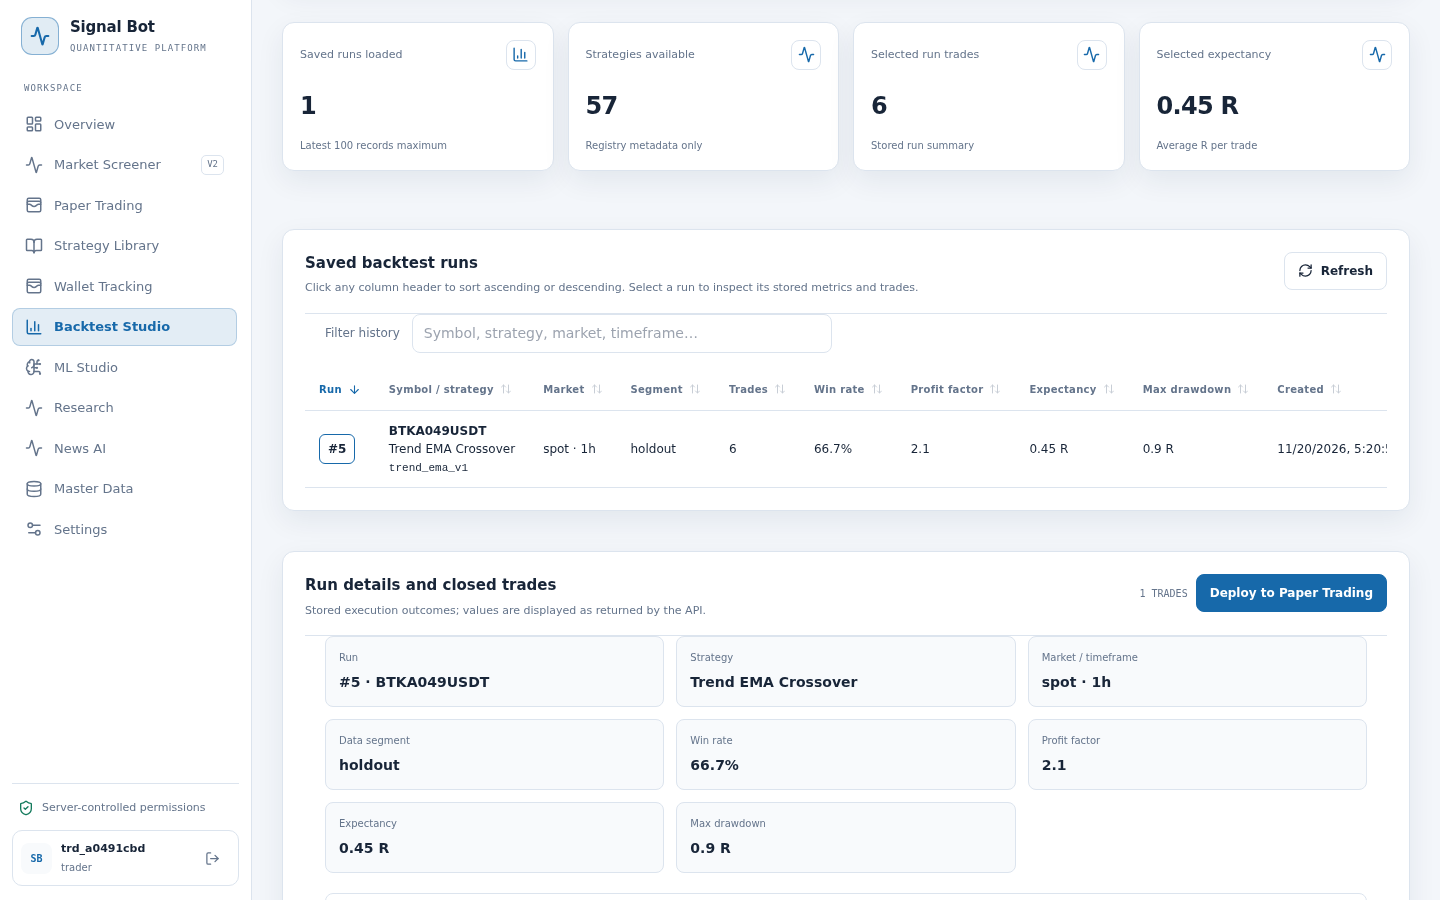 Signal Bot
QUANTITATIVE PLATFORM
WORKSPACE
Overview
Market Screener V2
Paper Trading
Strategy Library
Wallet Tracking
Backtest Studio
ML Studio
Research
News AI
Master Data
Settings
Server-controlled permissions
SB
trd_a0491cbd
trader
Saved runs loaded
1
Latest 100 records maximum
Strategies available
57
Registry metadata only
Selected run trades
6
Stored run summary
Selected expectancy
0.45 R
Average R per trade
Saved backtest runs
Click any column header to sort ascending or descending. Select a run to inspect its stored metrics and trades.
Refresh
Filter history Symbol, strategy, market, timeframe...
Run Symbol / strategy Market Segment Trades Win rate Profit factor Expectancy Max drawdown Created
#5 BTKA049USDT
Trend EMA Crossover spot · 1h holdout 6 66.7% 2.1 0.45 R 0.9 R 11/20/2026, 5:20:
trend_ema_v1
Run details and closed trades
Stored execution outcomes; values are displayed as returned by the API.
1 TRADES Deploy to Paper Trading
Run
#5 · BTKA049USDT
Strategy
Trend EMA Crossover
Market / timeframe
spot · 1h
Data segment
holdout
Win rate
66.7%
Profit factor
2.1
Expectancy
0.45 R
Max drawdown
0.9 R